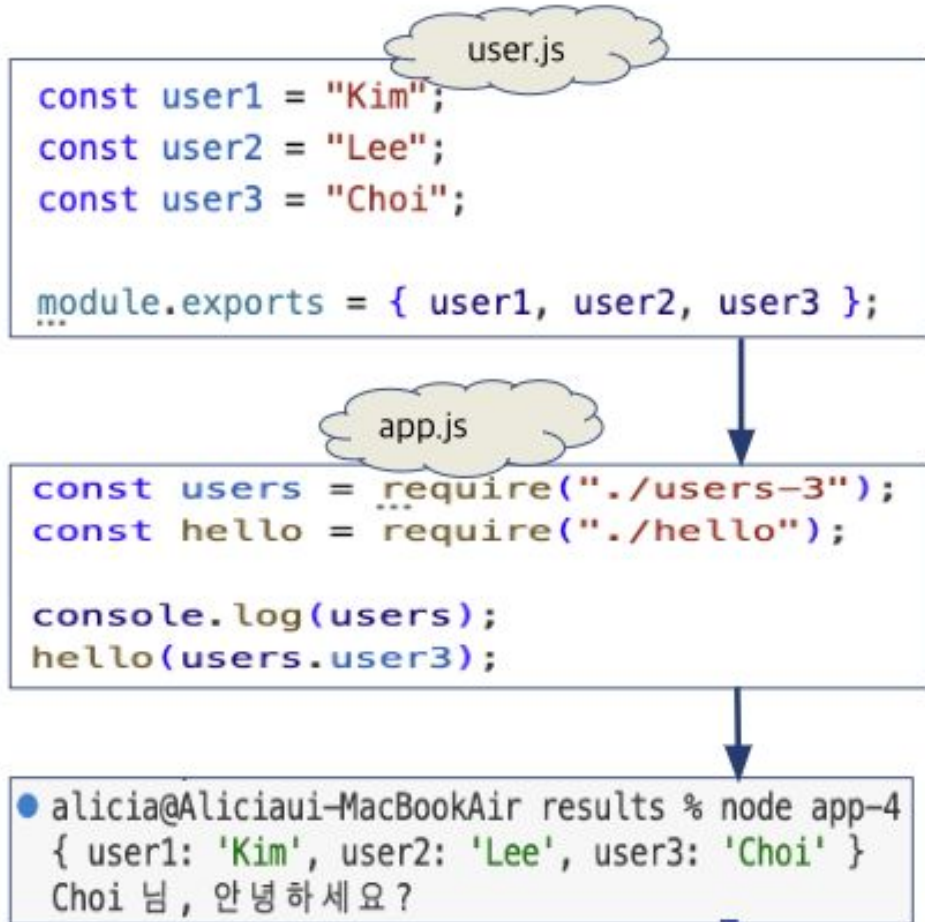 user.js
const user1 = "Kim";
const user2 = "Lee";
const user3 = "Choi";
module.exports = { user1, user2, user3 };
app.js
const users = require("./users-3");
const hello = require("./hello");
console.log(users);
hello(users.user3);
alicia@Aliciaui-MacBookAir results % node app-4
{ user1: 'Kim', user2: 'Lee', user3: 'Choi' }
Choi 님, 안녕하세요?